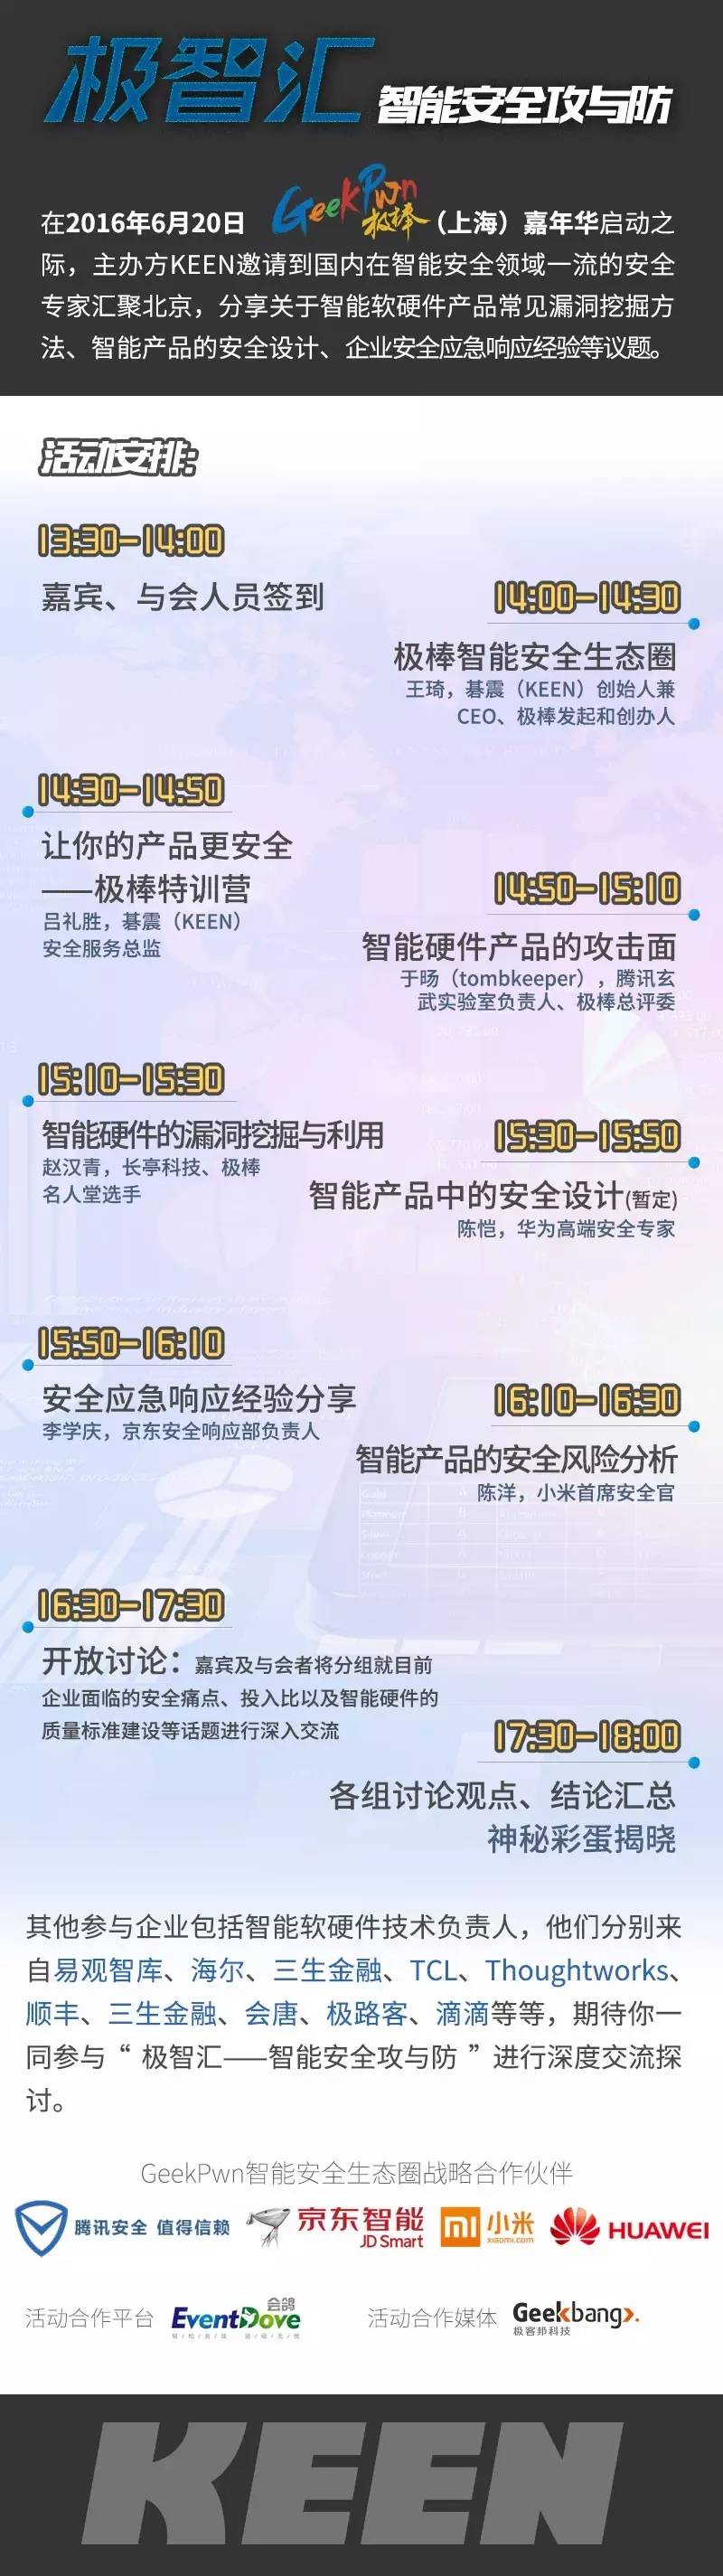 极智汇 智能安全攻与防
在2016年6月20日 GeekPwn极棒（上海）嘉年华启动之
际，主办方KEEN邀请到国内在智能安全领域一流的安全
专家汇聚北京，分享关于智能软硬件产品常见漏洞挖掘方
法、智能产品的安全设计、企业安全应急响应经验等议题。
活动安排:
13:30-14:00
嘉宾、与会人员签到
14:00-14:30
极棒智能安全生态圈
王琦，碁震（KEEN）创始人兼
CEO、极棒发起和创办人
14:30-14:50
让你的产品更安全
——极棒特训营
吕礼胜，碁震（KEEN）
安全服务总监
14:50-15:10
智能硬件产品的攻击面
于旸（tombkeeper），腾讯玄
武实验室负责人、极棒总评委
15:10-15:30
智能硬件的漏洞挖掘与利用
赵汉青，长亭科技、极棒
名人堂选手
15:30-15:50
智能产品中的安全设计(暂定)
陈恺，华为高端安全专家
15:50-16:10
安全应急响应经验分享
李学庆，京东安全响应部负责人
16:10-16:30
智能产品的安全风险分析
陈洋，小米首席安全官
16:30-17:30
开放讨论：嘉宾及与会者将分组就目前
企业面临的安全痛点、投入比以及智能硬件的
质量标准建设等话题进行深入交流
17:30-18:00
各组讨论观点、结论汇总
神秘彩蛋揭晓
其他参与企业包括智能软硬件技术负责人，他们分别来
自易观智库、海尔、三生金融、TCL、Thoughtworks、
顺丰、三生金融、会唐、极路客、滴滴等等，期待你一
同参与“ 极智汇——智能安全攻与防 ”进行深度交流探
讨。
GeekPwn智能安全生态圈战略合作伙伴
腾讯安全 值得信赖 京东智能 JD Smart mi 小米 xiaomi.com HUAWEI
活动合作平台 EventDove 会鸽 活动合作媒体 Geekbang>. 极客邦科技
KEEN